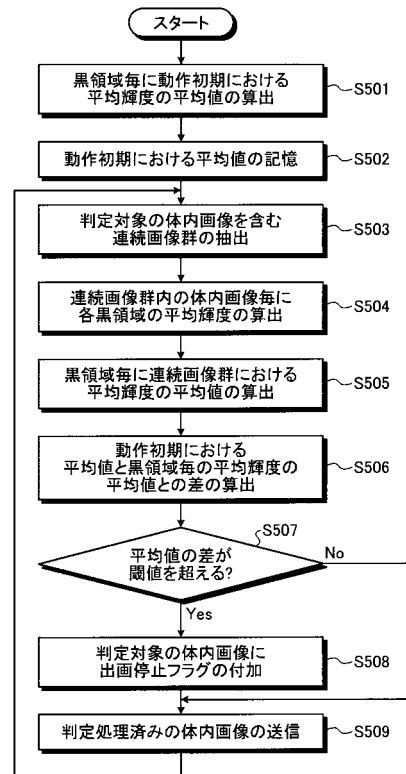 スタート
黒領域毎に動作初期における
平均輝度の平均値の算出
S501
動作初期における平均値の記憶
S502
判定対象の体内画像を含む
連続画像群の抽出
S503
連続画像群内の体内画像毎に
各黒領域の平均輝度の算出
S504
黒領域毎に連続画像群における
平均輝度の平均値の算出
S505
動作初期における
平均値と黒領域毎の平均輝度の
平均値との差の算出
S506
S507
平均値の差が
閾値を超える?
No
Yes
判定対象の体内画像に
出画停止フラグの付加
S508
判定処理済みの体内画像の送信
S509